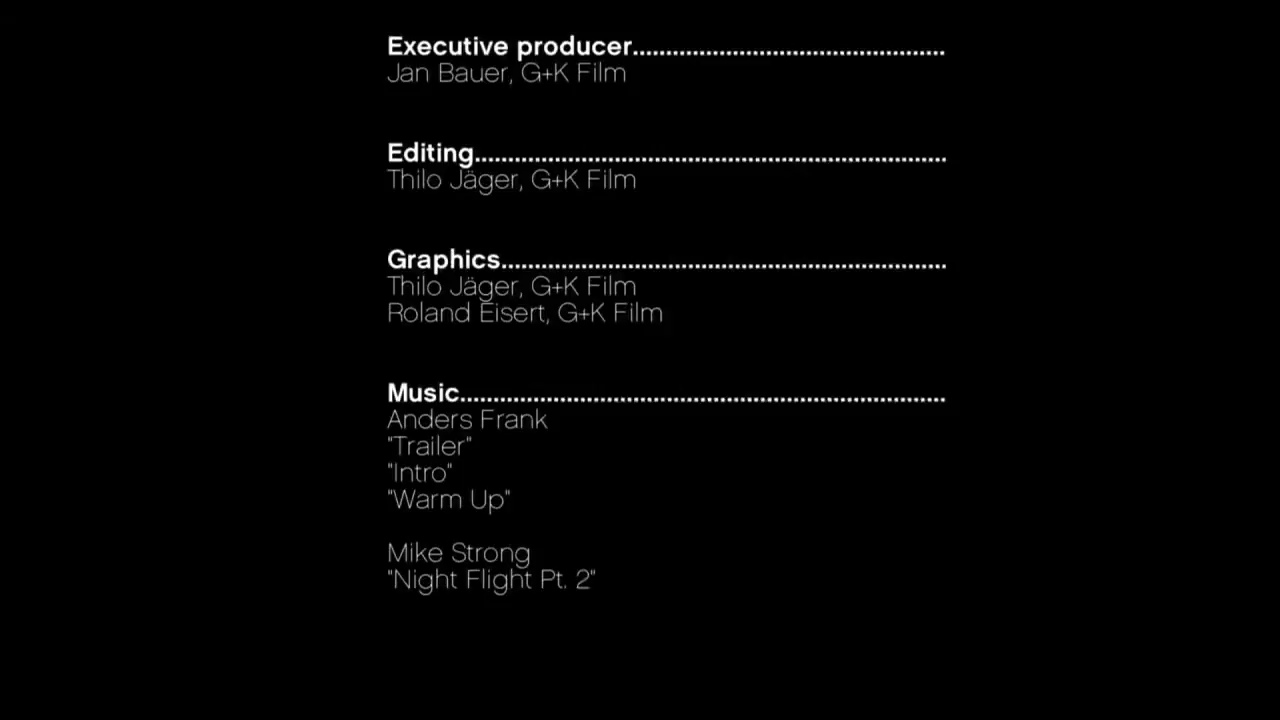 Executive producer...............................................
Jan Bauer, G+K Film
Editing.......................................................................
Thilo Jäger, G+K Film
Graphics...................................................................
Thilo Jäger, G+K Film
Roland Eisert, G+K Film
Music.........................................................................
Anders Frank
"Trailer"
"Intro"
"Warm Up"
Mike Strong
"Night Flight Pt. 2"